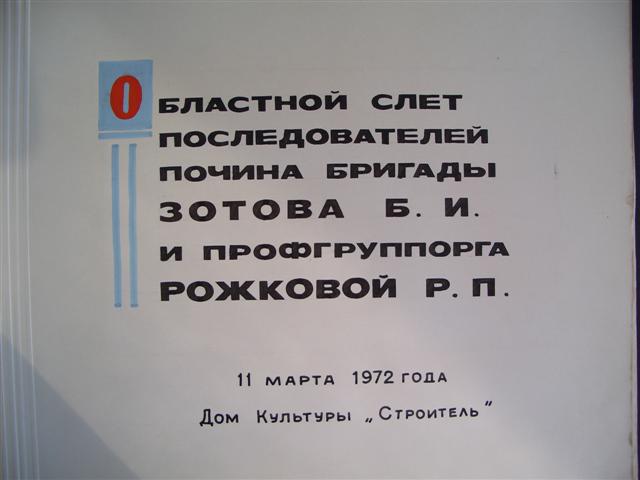 ОБЛАСТНОЙ СЛЕТ
ПОСЛЕДОВАТЕЛЕЙ
ПОЧИНА БРИГАДЫ
ЗОТОВА Б. И.
И ПРОФГРУППОРГА
РОЖКОВОЙ Р. П.
11 МАРТА 1972 ГОДА
ДОМ КУЛЬТУРЫ „СТРОИТЕЛЬ"